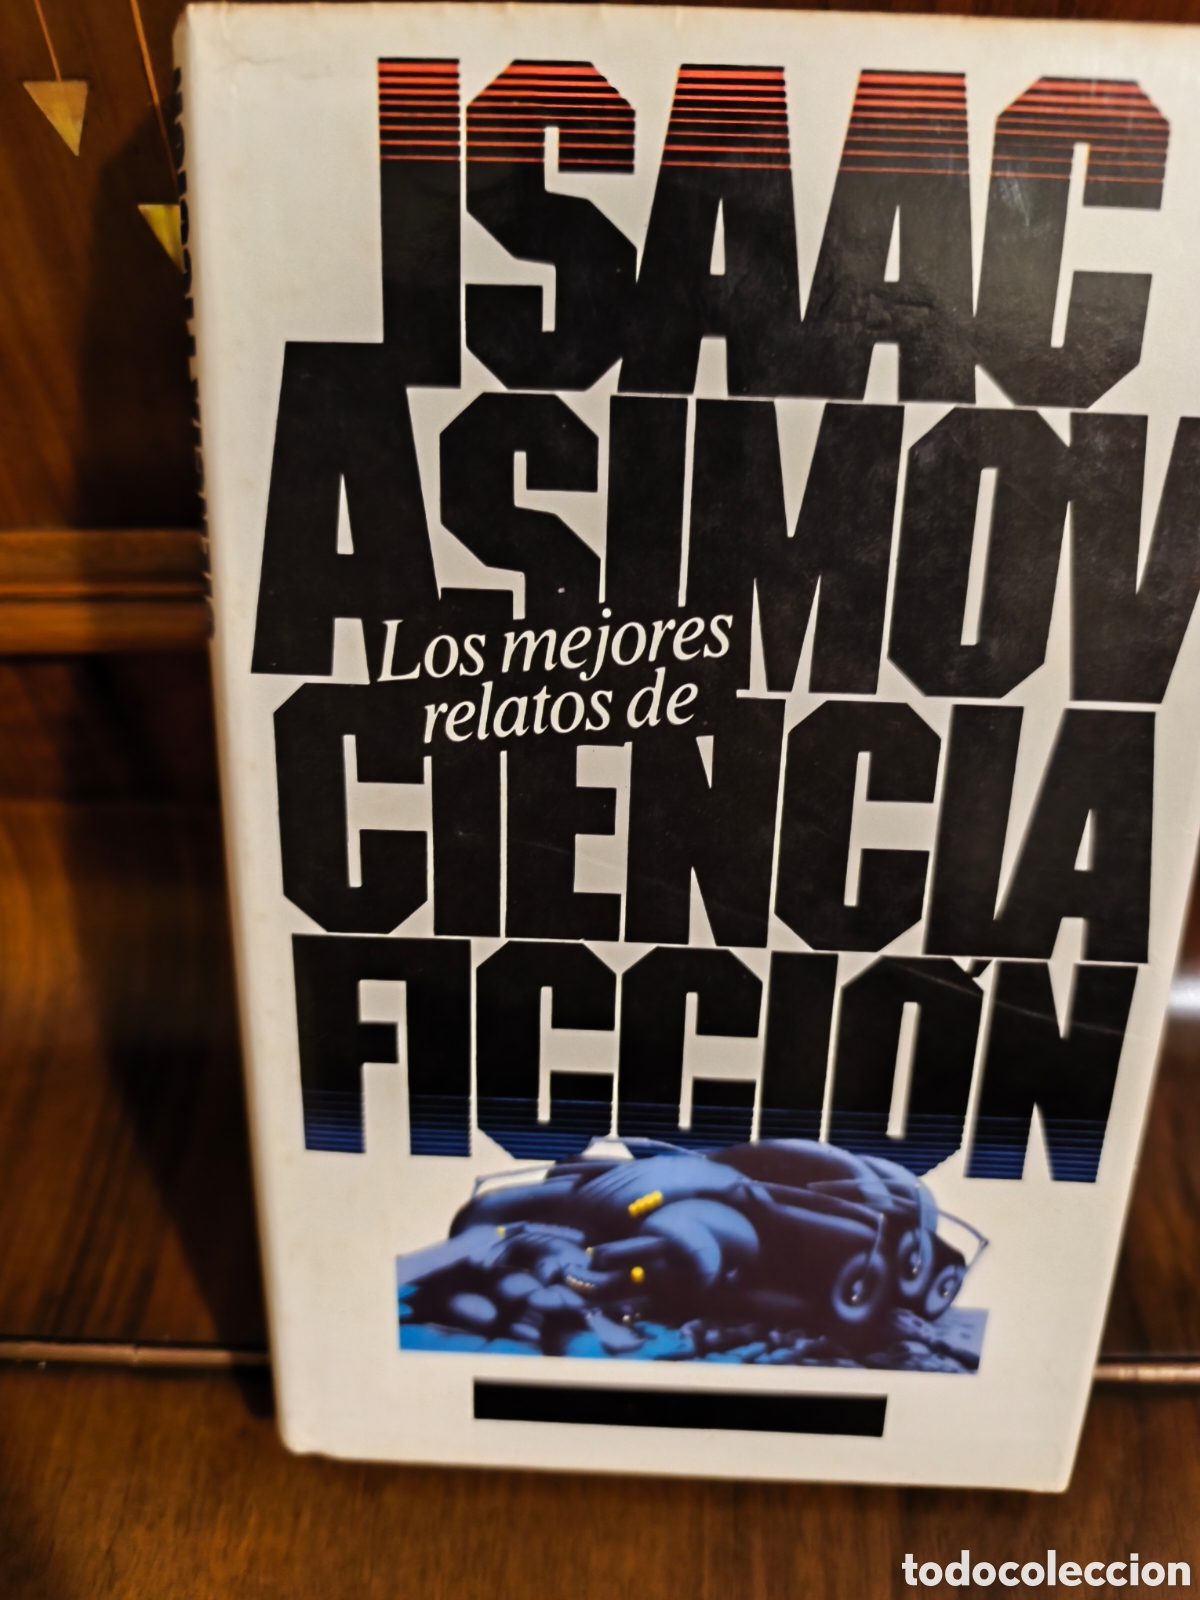 ISAAC
ASIMOV
Los mejores
relatos de
CIENCIA
FICCIÓN
todocoleccion